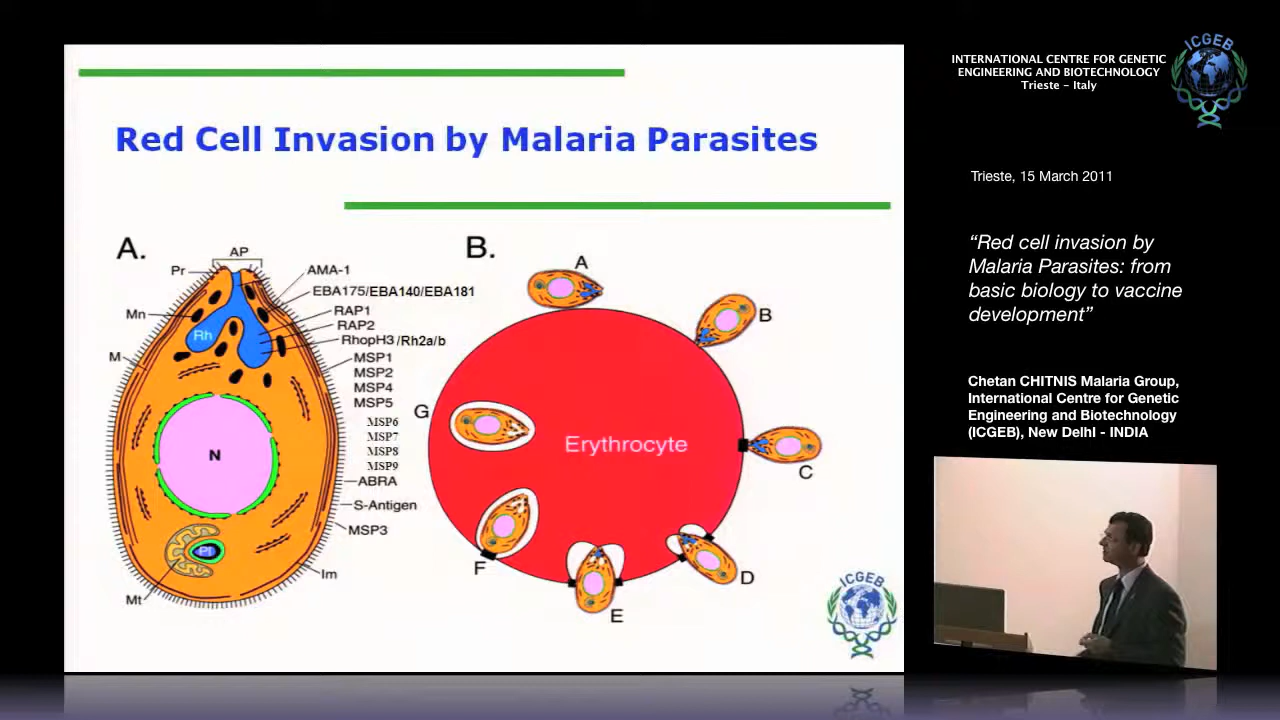 Red Cell Invasion by Malaria Parasites
A.
AP
Pr
AMA-1
EBA175/EBA140/EBA181
Mn
RAP1
Rh
RAP2
RhopH3/Rh2a/b
M
MSP1
MSP2
MSP4
MSP5
MSP6
MSP7
MSP8
MSP9
N
ABRA
S-Antigen
MSP3
Pl
Im
Mt
B.
A
B
C
D
E
F
G
Erythrocyte
ICGEB
INTERNATIONAL CENTRE FOR GENETIC
ENGINEERING AND BIOTECHNOLOGY
Trieste - Italy
ICGEB
Trieste, 15 March 2011
“Red cell invasion by
Malaria Parasites: from
basic biology to vaccine
development”
Chetan CHITNIS Malaria Group,
International Centre for Genetic
Engineering and Biotechnology
(ICGEB), New DelhI - INDIA